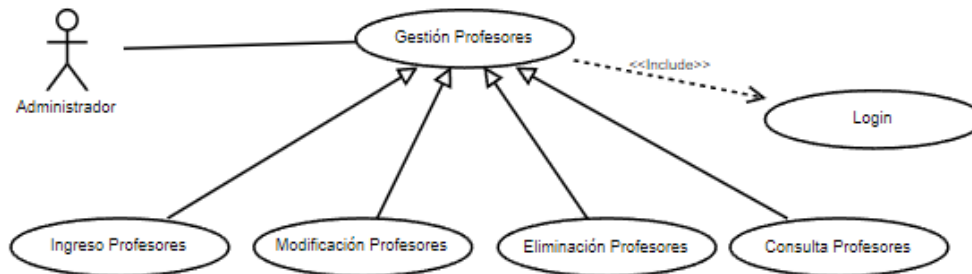 Gestión Profesores
<<Include>>
Administrador
Login
Ingreso Profesores
Modificación Profesores
Eliminación Profesores
Consulta Profesores